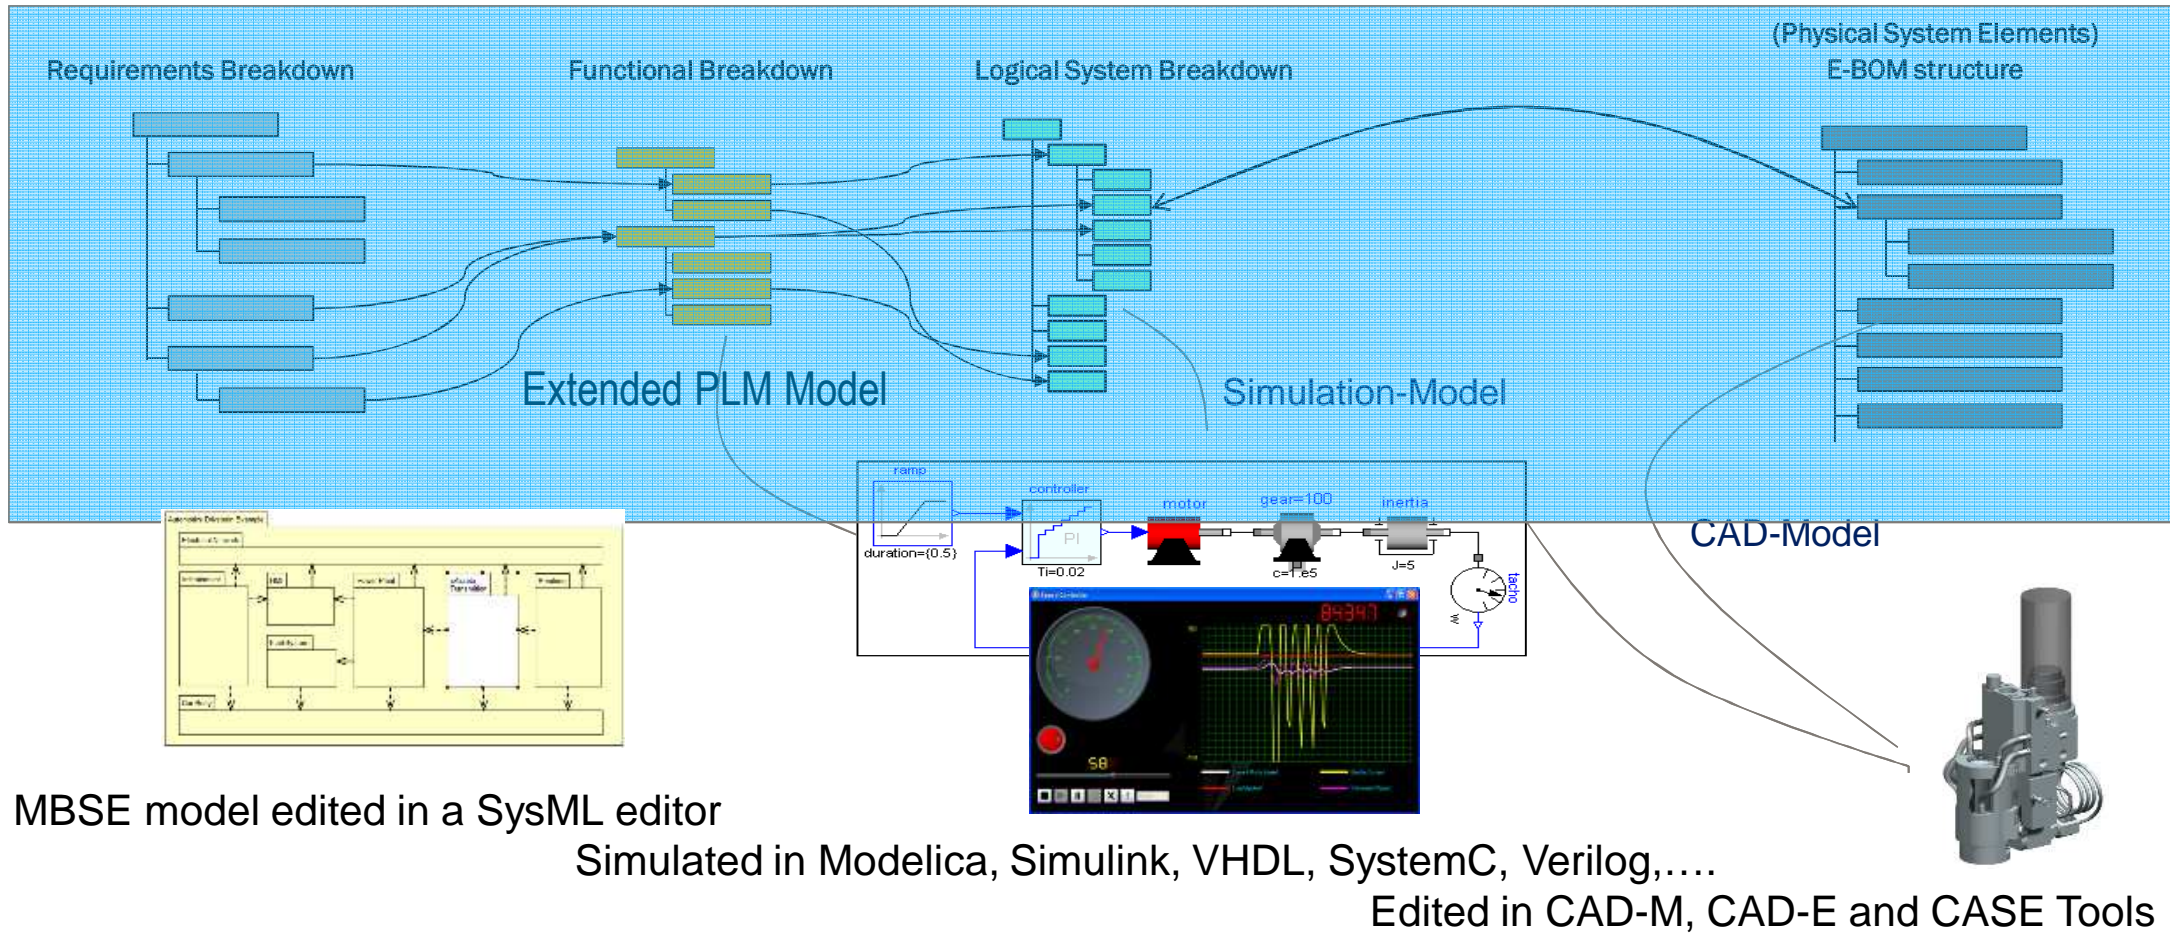 (Physical System Elements)
Requirements Breakdown
Functional Breakdown
Logical System Breakdown
E-BOM structure
Extended PLM Model
Simulation-Model
CAD-Model
ramp
duration={0.5}
controller
PI
Ti=0.02
motor
gear=100
c=1.e5
inertia
J=5
tacho
w
58
MBSE model edited in a SysML editor
Simulated in Modelica, Simulink, VHDL, SystemC, Verilog,....
Edited in CAD-M, CAD-E and CASE Tools